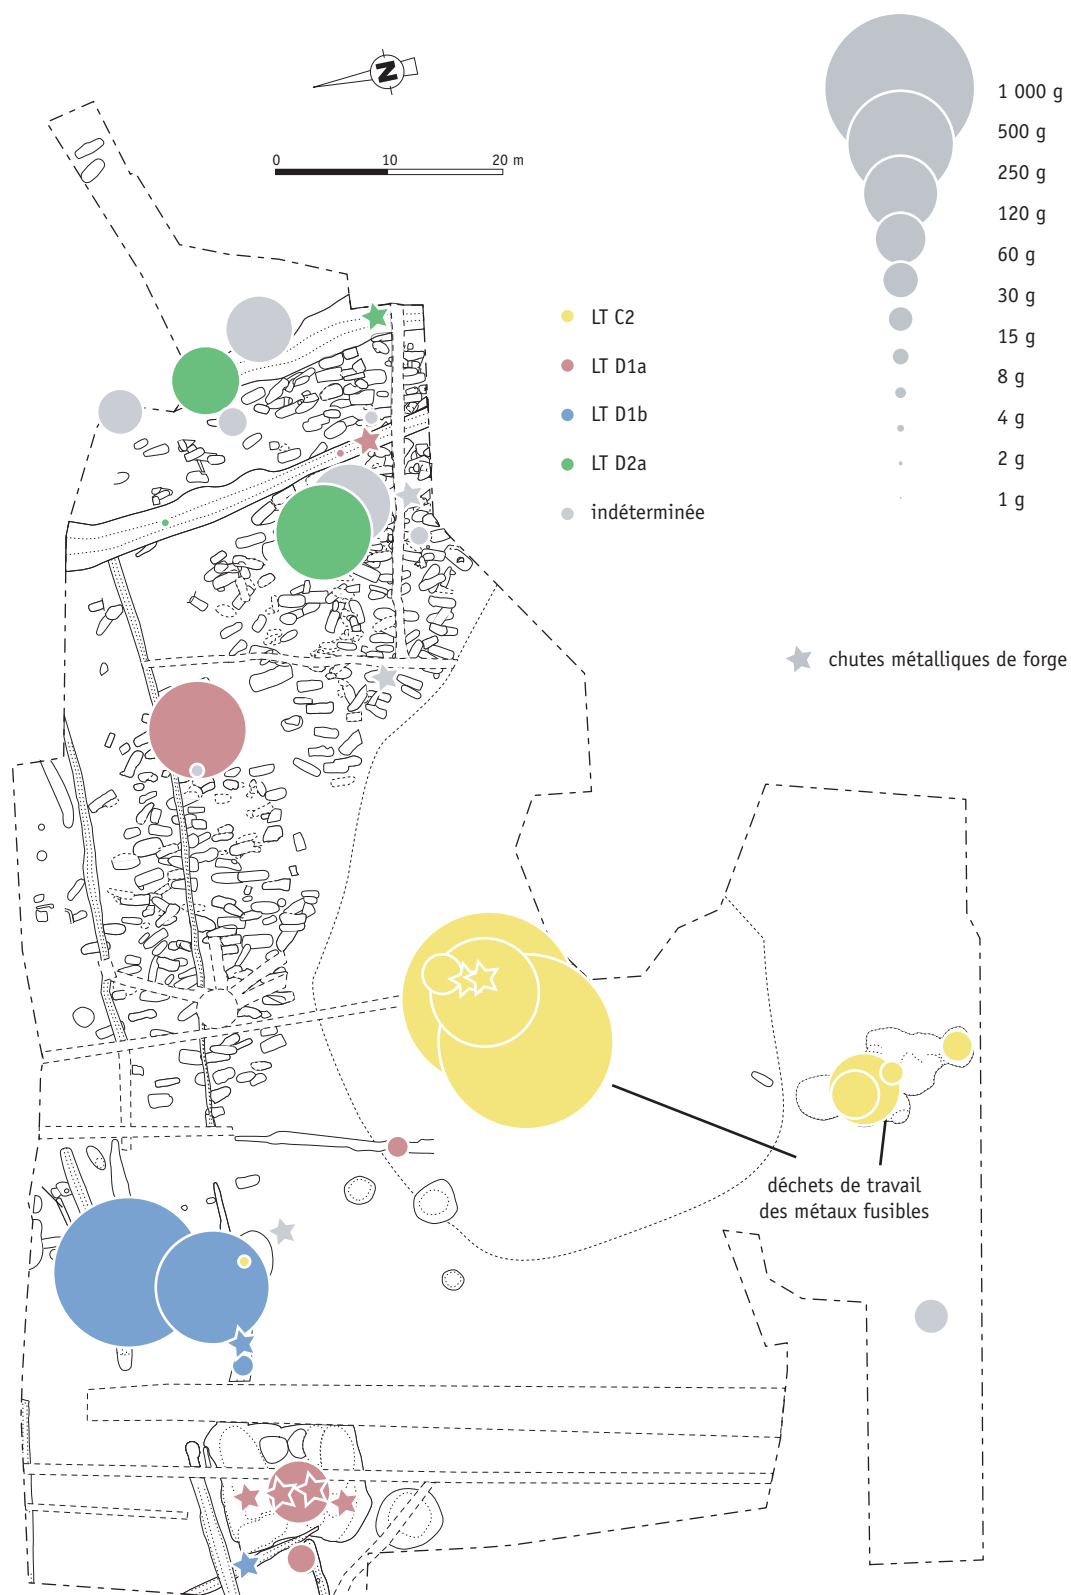 N
0 10 20 m
1 000 g
500 g
250 g
120 g
60 g
30 g
15 g
8 g
4 g
2 g
1 g
LT C2
LT D1a
LT D1b
LT D2a
indéterminée
chutes métalliques de forge
déchets de travail
des métaux fusibles